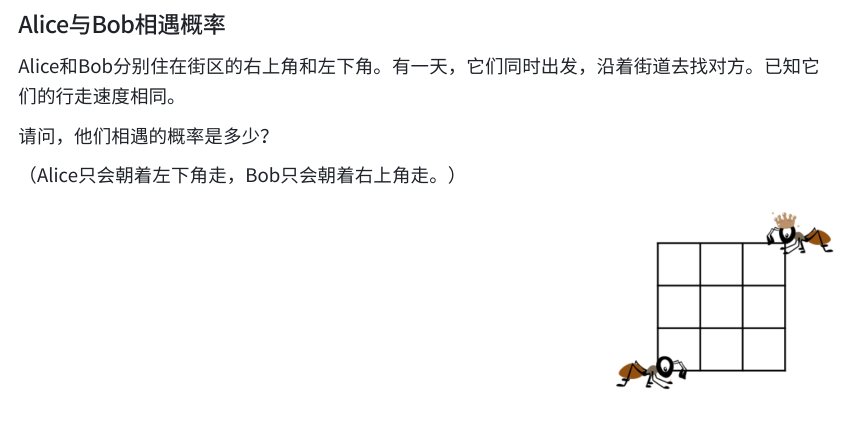 Alice与Bob相遇概率
Alice和Bob分别住在街区的右上角和左下角。有一天，它们同时出发，沿着街道去找对方。已知它
们的行走速度相同。
请问，他们相遇的概率是多少？
（Alice只会朝着左下角走，Bob只会朝着右上角走。）